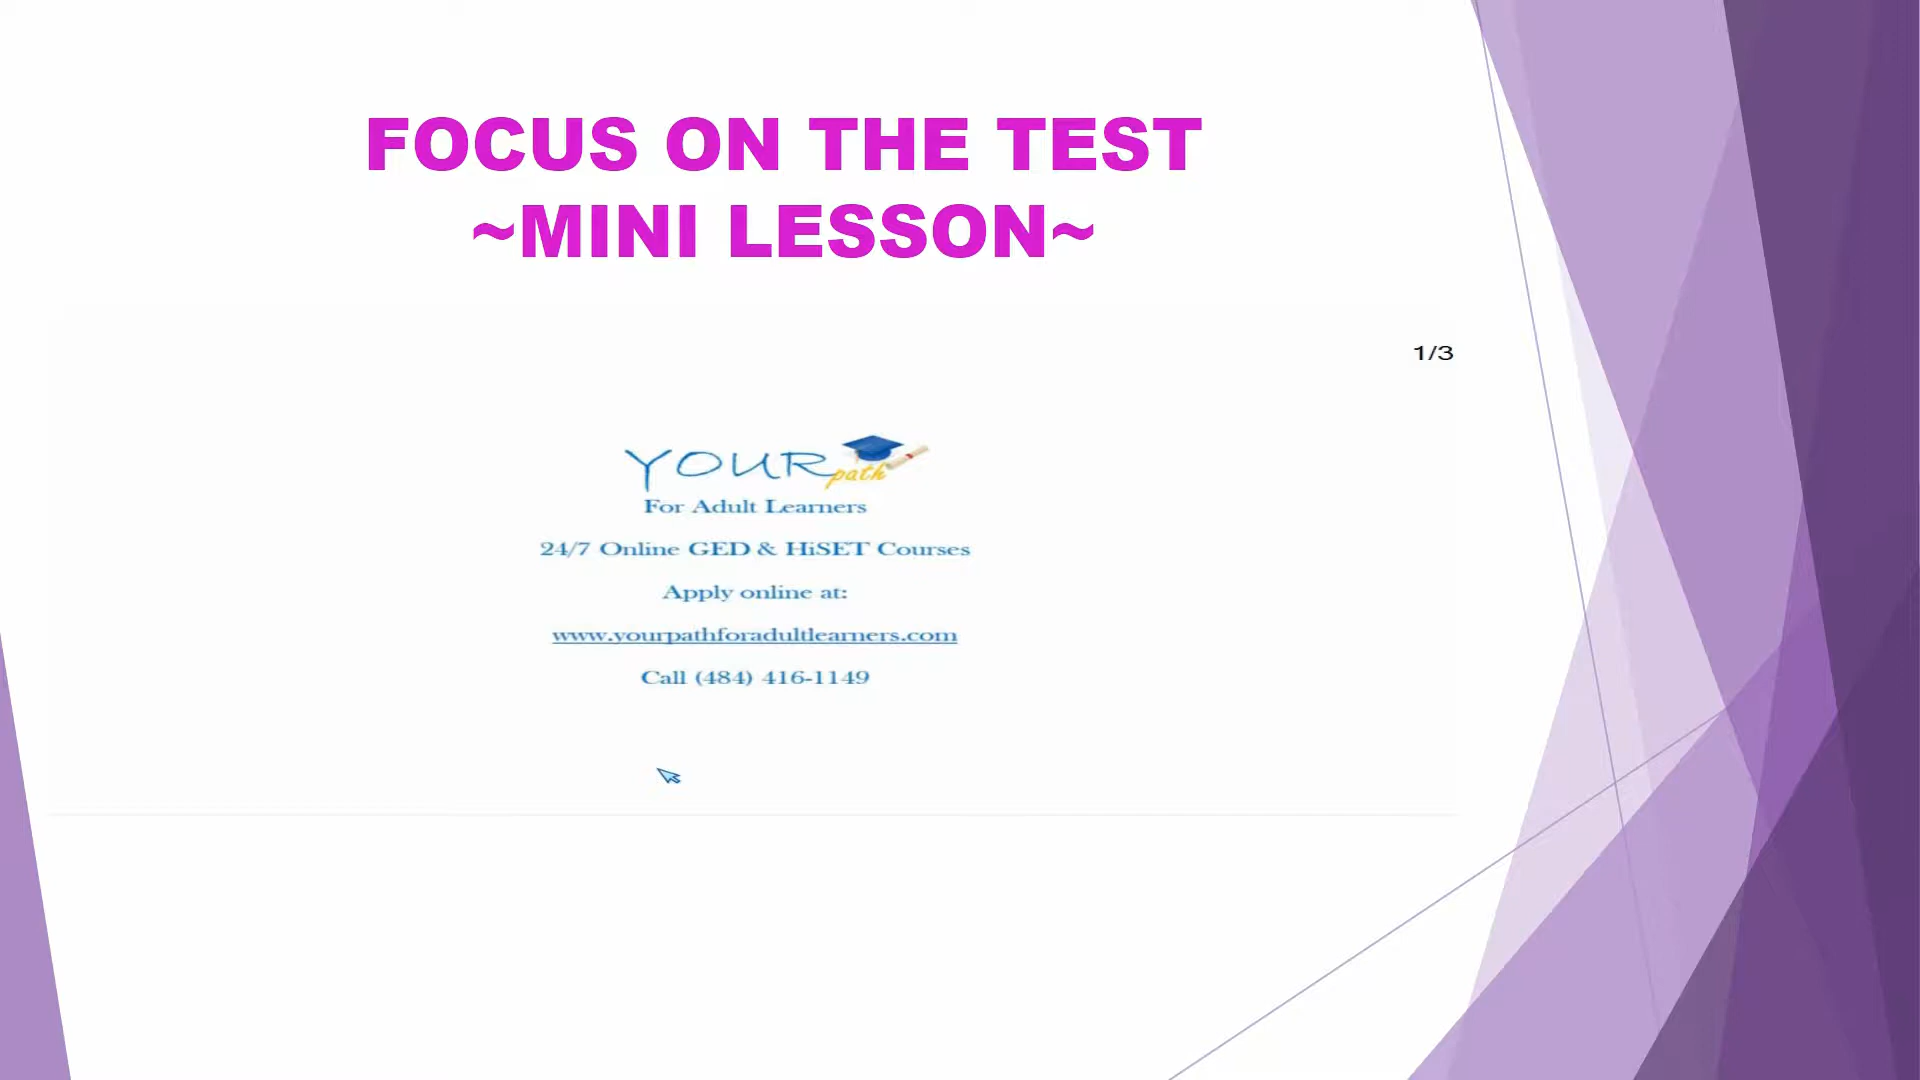 FOCUS ON THE TEST
~MINI LESSON~
1/3
YOUR path
For Adult Learners
24/7 Online GED & HiSET Courses
Apply online at:
www.yourpathforadultlearners.com
Call (484) 416-1149